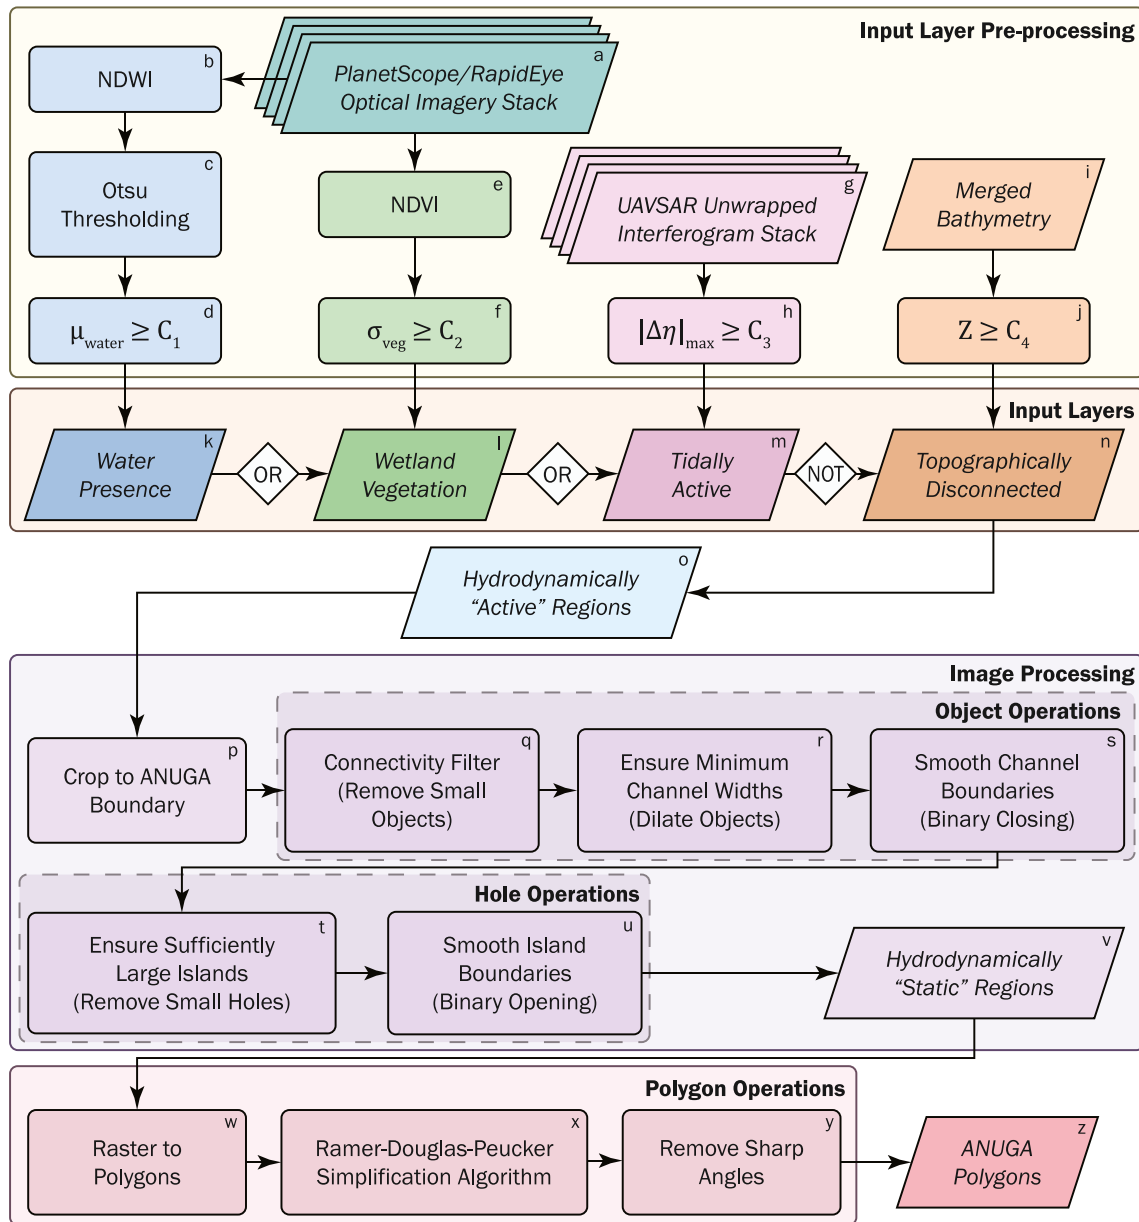 Input Layer Pre-processing
a
PlanetScope/RapidEye
Optical Imagery Stack
b
NDWI
c
Otsu
Thresholding
e
NDVI
g
UAVSAR Unwrapped
Interferogram Stack
i
Merged
Bathymetry
d
μwater ≥ C1
f
σveg ≥ C2
h
|Δη|max ≥ C3
j
Z ≥ C4
Input Layers
k
Water
Presence
OR
l
Wetland
Vegetation
OR
m
Tidally
Active
NOT
n
Topographically
Disconnected
o
Hydrodynamically
“Active” Regions
Image Processing
Object Operations
p
Crop to ANUGA
Boundary
q
Connectivity Filter
(Remove Small
Objects)
r
Ensure Minimum
Channel Widths
(Dilate Objects)
s
Smooth Channel
Boundaries
(Binary Closing)
Hole Operations
t
Ensure Sufficiently
Large Islands
(Remove Small Holes)
u
Smooth Island
Boundaries
(Binary Opening)
v
Hydrodynamically
“Static” Regions
Polygon Operations
w
Raster to
Polygons
x
Ramer-Douglas-Peucker
Simplification Algorithm
y
Remove Sharp
Angles
z
ANUGA
Polygons